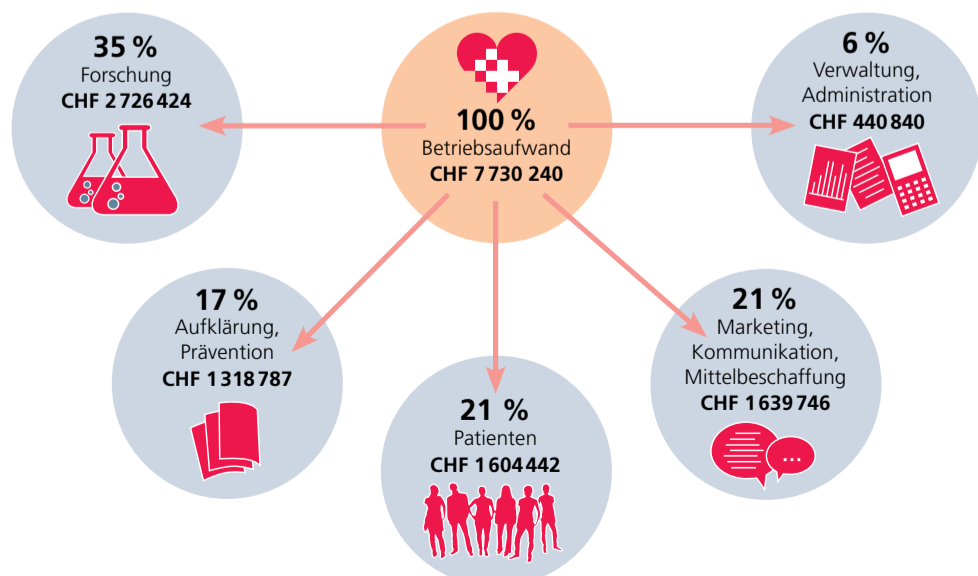 35 %
Forschung
CHF 2 726 424
100 %
Betriebsaufwand
CHF 7 730 240
6 %
Verwaltung,
Administration
CHF 440 840
17 %
Aufklärung,
Prävention
CHF 1 318 787
21 %
Patienten
CHF 1 604 442
21 %
Marketing,
Kommunikation,
Mittelbeschaffung
CHF 1 639 746